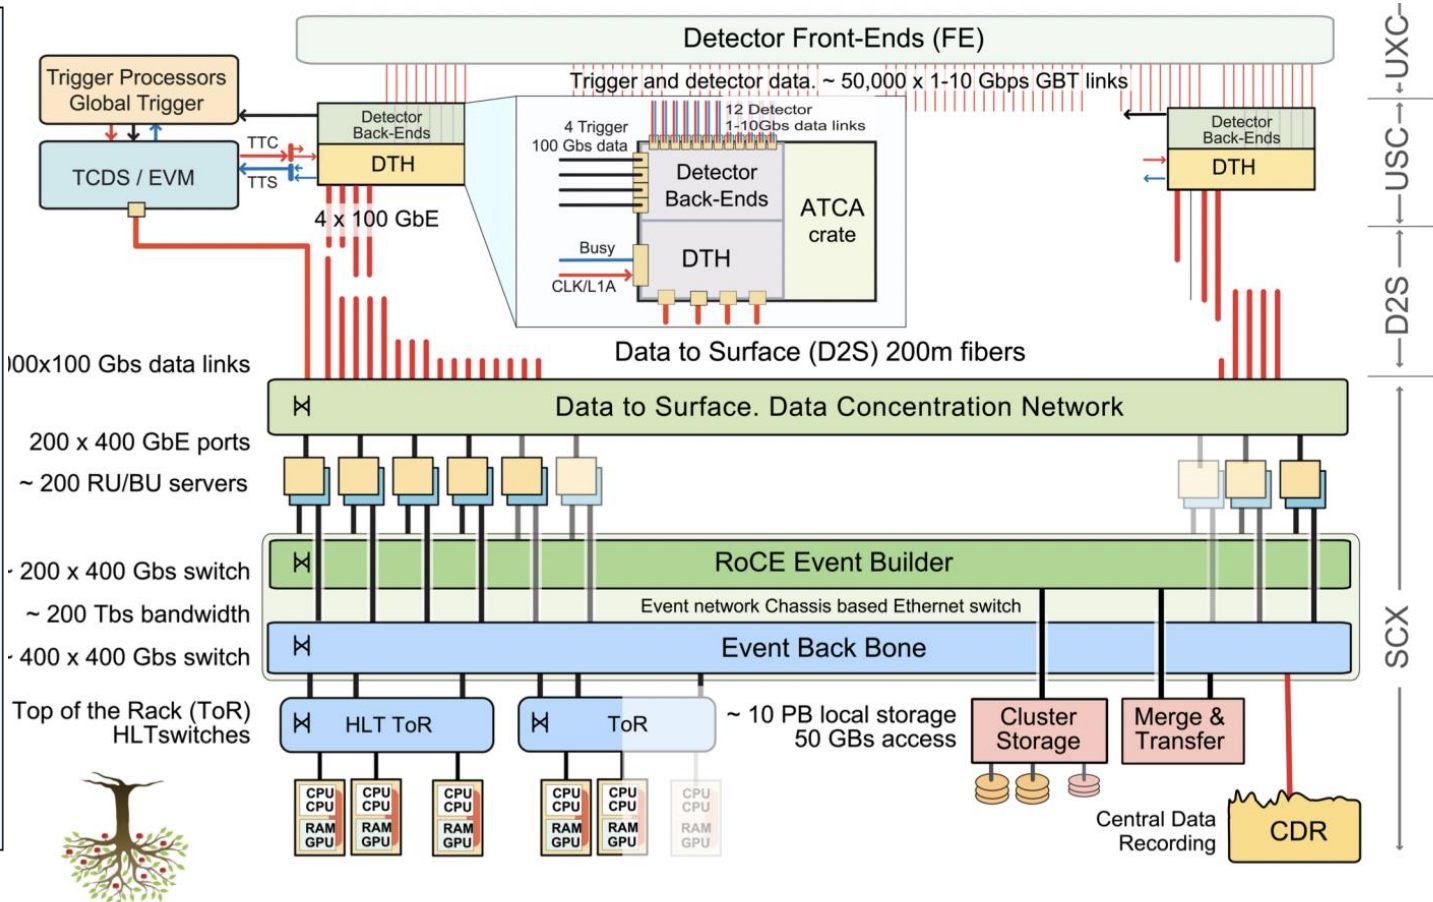 Detector Front-Ends (FE)
Trigger and detector data. ~ 50,000 x 1-10 Gbps GBT links
Trigger Processors
Global Trigger
TCDS / EVM
TTC
TTS
Detector
Back-Ends
DTH
4 x 100 GbE
12 Detector
1-10Gbs data links
4 Trigger
100 Gbs data
Detector
Back-Ends
DTH
Busy
CLK/L1A
ATCA
crate
Detector
Back-Ends
DTH
UXC
USC
D2S
SCX
Data to Surface (D2S) 200m fibers
00x100 Gbs data links
Data to Surface. Data Concentration Network
200 x 400 GbE ports
~ 200 RU/BU servers
RoCE Event Builder
~ 200 x 400 Gbs switch
Event network Chassis based Ethernet switch
~ 200 Tbs bandwidth
Event Back Bone
~ 400 x 400 Gbs switch
Top of the Rack (ToR)
HLTswitches
HLT ToR
ToR
~ 10 PB local storage
50 GBs access
Cluster
Storage
Merge &
Transfer
CPU
CPU
RAM
GPU
CPU
CPU
RAM
GPU
CPU
CPU
RAM
GPU
CPU
CPU
RAM
GPU
CPU
CPU
RAM
GPU
CPU
CPU
RAM
GPU
Central Data
Recording
CDR